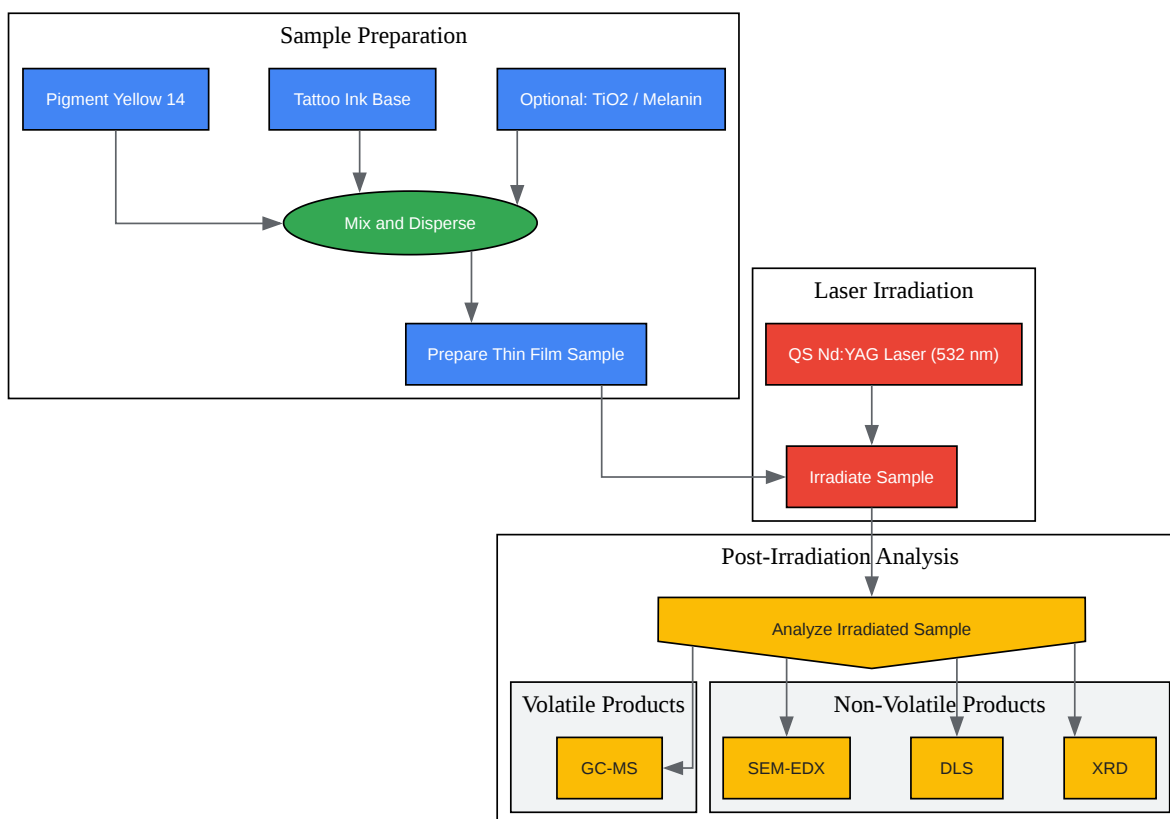 Sample Preparation
Pigment Yellow 14
Tattoo Ink Base
Optional: TiO2 / Melanin
Mix and Disperse
Prepare Thin Film Sample
Laser Irradiation
QS Nd:YAG Laser (532 nm)
Irradiate Sample
Post-Irradiation Analysis
Analyze Irradiated Sample
Volatile Products
GC-MS
Non-Volatile Products
SEM-EDX
DLS
XRD